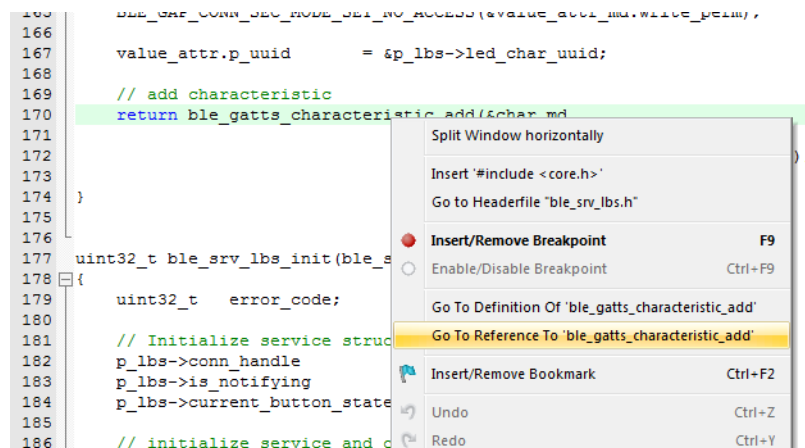 165 BLE_GAP_CONN_SEC_MODE_SET_NO_ACCESS(&value_attr_md.write_perm);
166
167 value_attr.p_uuid = &p_lbs->led_char_uuid;
168
169 // add characteristic
170 return ble_gatts_characteristic_add(&char_md
171
172 )
173
174 }
175
176
177 uint32_t ble_srv_lbs_init(ble_s
178 {
179 uint32_t error_code;
180
181 // Initialize service struc
182 p_lbs->conn_handle
183 p_lbs->is_notifying
184 p_lbs->current_button_state
185
186 // initialize service and c
Split Window horizontally
Insert '#include <core.h>'
Go to Headerfile "ble_srv_lbs.h"
Insert/Remove Breakpoint F9
Enable/Disable Breakpoint Ctrl+F9
Go To Definition Of 'ble_gatts_characteristic_add'
Go To Reference To 'ble_gatts_characteristic_add'
Insert/Remove Bookmark Ctrl+F2
Undo Ctrl+Z
Redo Ctrl+Y